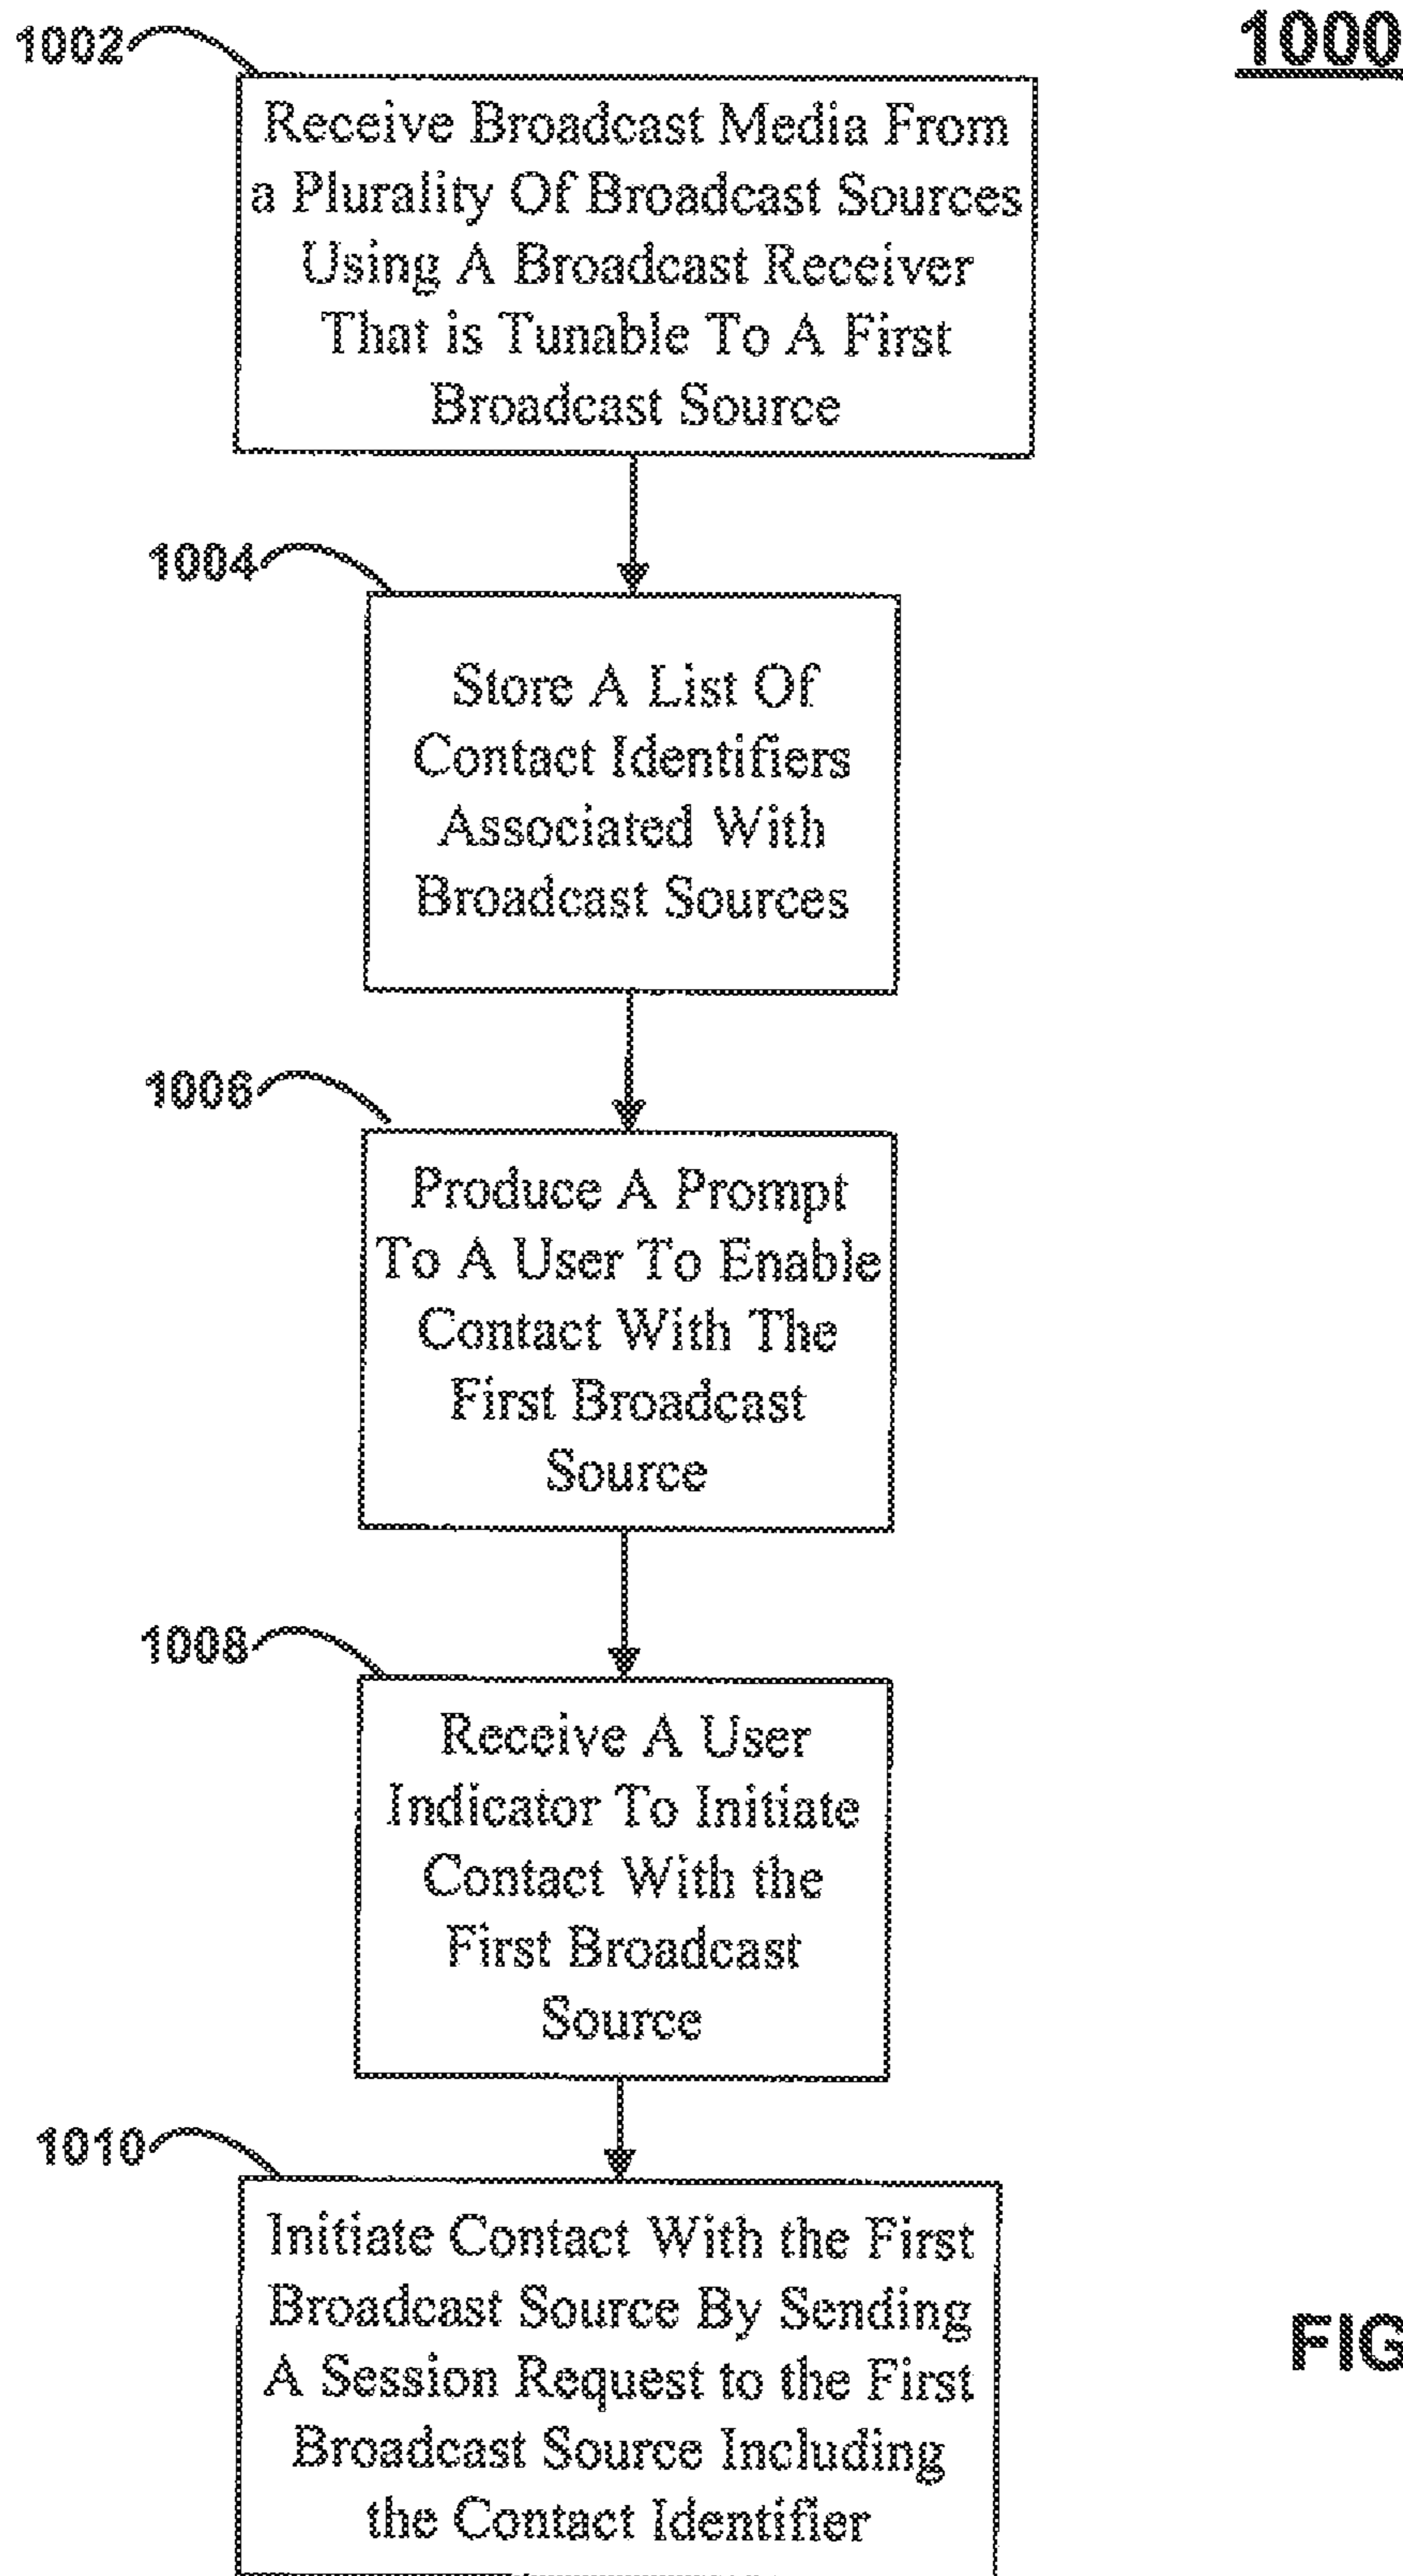 1002
1000
Receive Broadcast Media From
a Plurality Of Broadcast Sources
Using A Broadcast Receiver
That is Tunable To A First
Broadcast Source
1004
Store A List Of
Contact Identifiers
Associated With
Broadcast Sources
1006
Produce A Prompt
To A User To Enable
Contact With The
First Broadcast
Source
1008
Receive A User
Indicator To Initiate
Contact With the
First Broadcast
Source
1010
Initiate Contact With the First
Broadcast Source By Sending
A Session Request to the First
Broadcast Source Including
the Contact Identifier
FIG